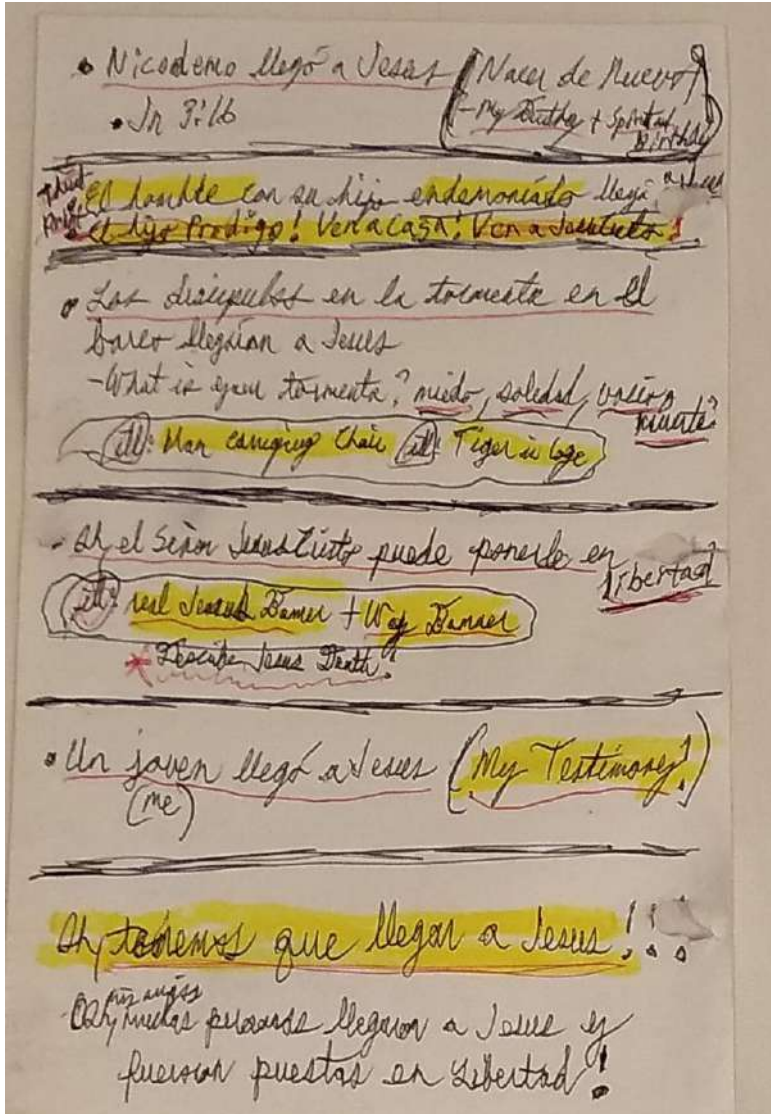 • Nicodemo llegó a Jesus (Nacer de Nuevo!
• Jn 3:16 - My Birthday + Spiritual Birthday
El hombre con su hijo endemoniado llegó
El hijo Prodigo! Ven a casa! Ven a Jesucristo!
• Los discipulos en la tormenta en el
barco llegaron a Jesus
- What is your tormenta? miedo, soledad, vacio,
muerte?
ill: Man carrying Chair ill: Tiger in Cage
- Oh, el Señor Jesucristo puede ponerle en
libertad!
ill: real Jesus Banner + Way Banner
* Describe Jesus Death!
• Un joven llegó a Jesus (My Testimony!)
(me)
Oh, tenemos que llegar a Jesus!!!
mis amigos
- Oh, muchas personas llegaron a Jesus y
fueron puestas en Libertad!